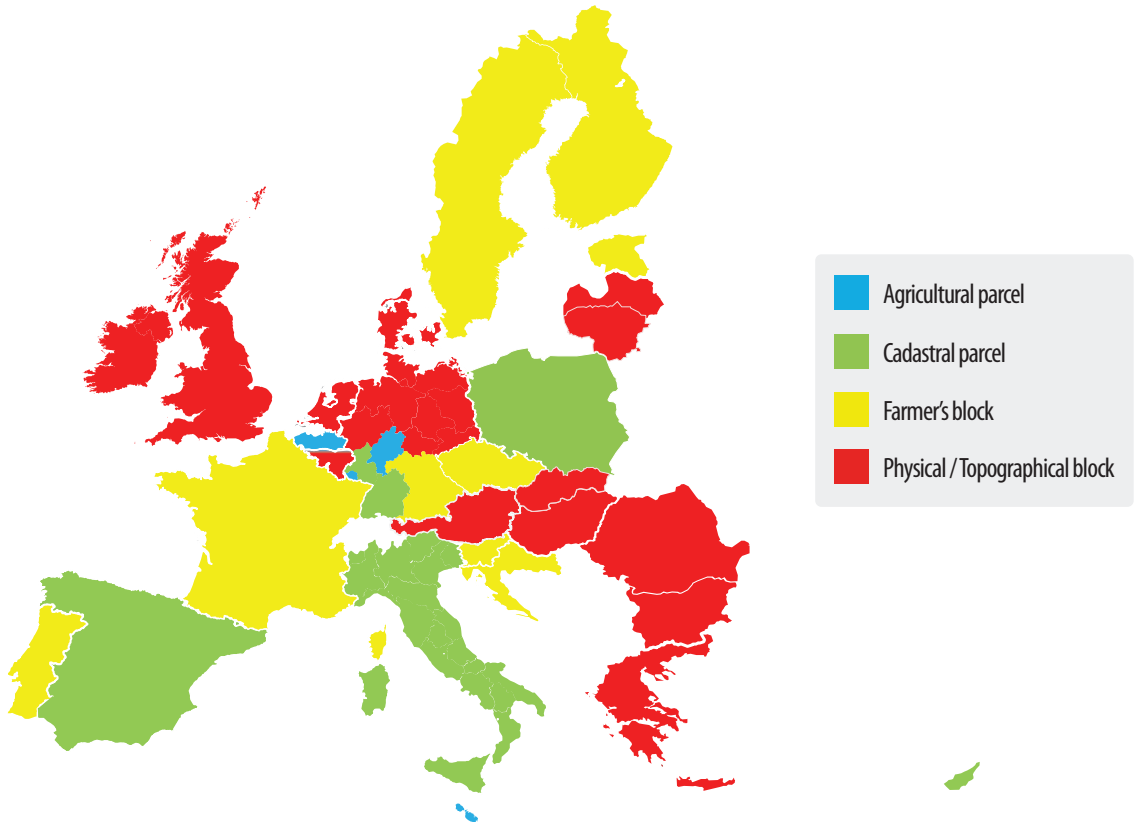 Agricultural parcel
Cadastral parcel
Farmer's block
Physical / Topographical block